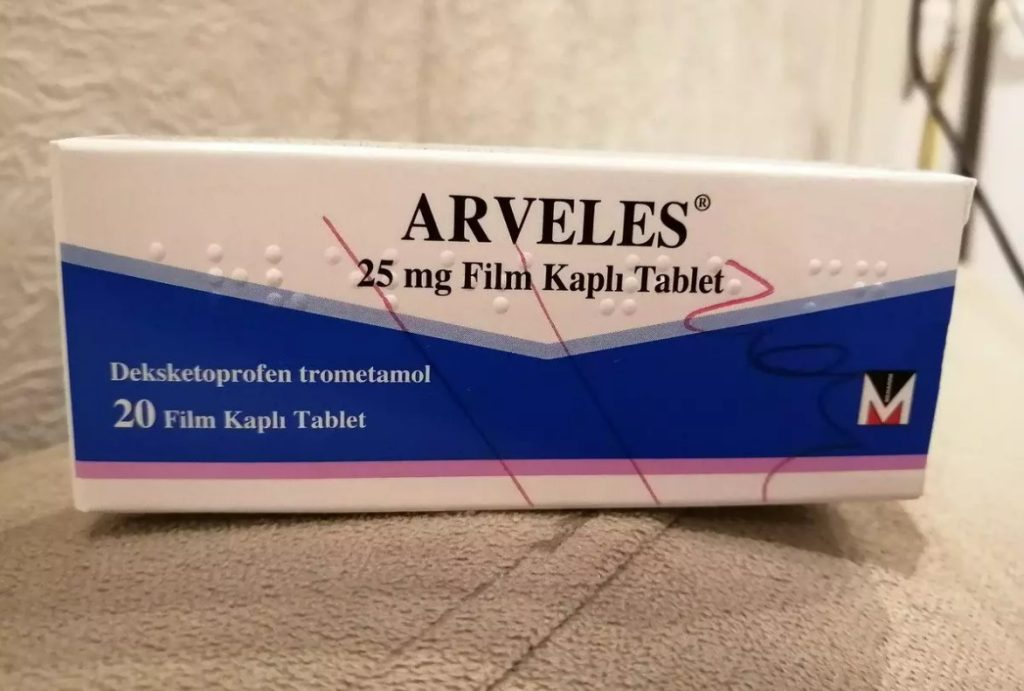 ARVELES®
25 mg Film Kaplı Tablet
Deksketoprofen trometamol
20 Film Kaplı Tablet
M